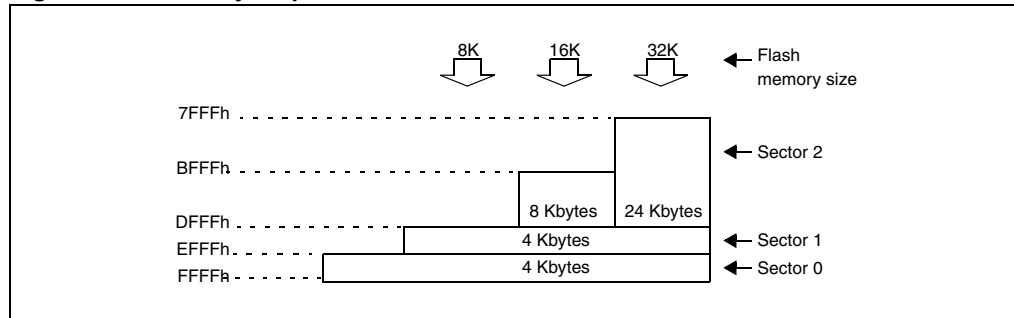 8K 16K 32K
Flash
memory size
7FFFh
Sector 2
BFFFh
8 Kbytes 24 Kbytes
DFFFh
4 Kbytes
Sector 1
EFFFh
4 Kbytes
Sector 0
FFFFh